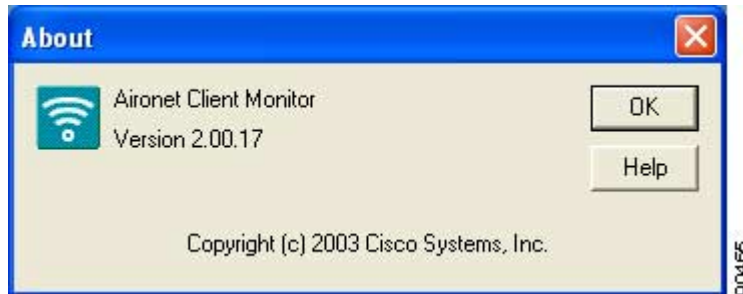 About
Aironet Client Monitor
Version 2.00.17
OK
Help
Copyright (c) 2003 Cisco Systems, Inc.